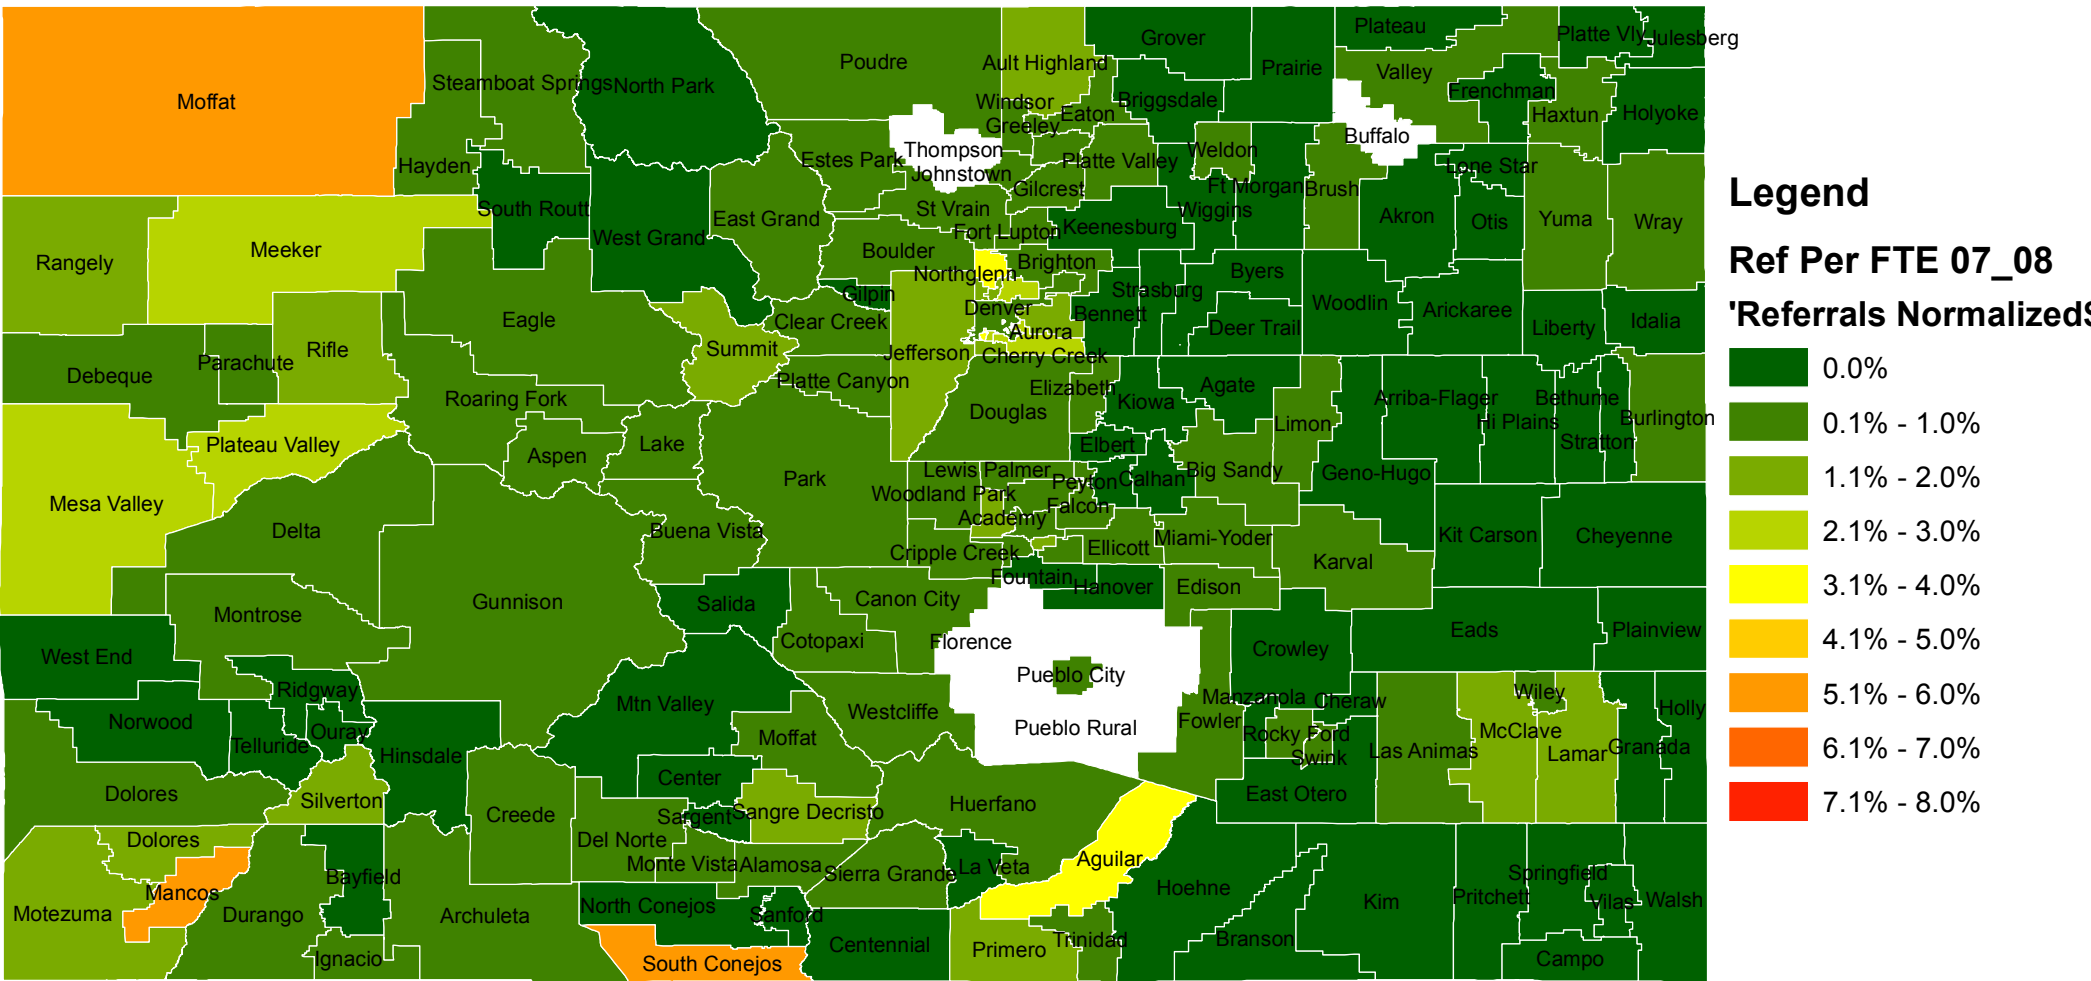 Grover
Plateau
Platte Vly
Julesberg
Poudre
Ault Highland
Prairie
Valley
Moffat
Steamboat Springs
North Park
Windsor
Briggsdale
Frenchman
Greeley
Eaton
Haxtun
Holyoke
Buffalo
Hayden
Estes Park
Thompson
Johnstown
Platte Valley
Weldon
Lone Star
Gilcrest
Ft Morgan
Brush
South Routt
East Grand
St Vrain
Wiggins
Akron
Otis
Yuma
Wray
West Grand
Fort Lupton
Keenesburg
Rangely
Meeker
Boulder
Northglenn
Brighton
Byers
Gilpin
Strasburg
Woodlin
Arickaree
Eagle
Clear Creek
Denver
Bennett
Deer Trail
Liberty
Idalia
Aurora
Debeque
Parachute
Rifle
Summit
Jefferson
Cherry Creek
Platte Canyon
Elizabeth
Agate
Roaring Fork
Douglas
Kiowa
Limon
Arriba-Flager
Bethume
Hi Plains
Burlington
Plateau Valley
Aspen
Lake
Elbert
Stratton
Mesa Valley
Park
Lewis Palmer
Woodland Park
Peyton
Calhan
Big Sandy
Geno-Hugo
Delta
Buena Vista
Academy
Falcon
Cripple Creek
Ellicott
Miami-Yoder
Karval
Kit Carson
Cheyenne
Fountain
Hanover
Edison
Montrose
Gunnison
Salida
Canon City
West End
Cotopaxi
Florence
Crowley
Eads
Plainview
Pueblo City
Ridgway
Mtn Valley
Westcliffe
Pueblo Rural
Manzanola
Cheraw
Wiley
Holly
Norwood
Telluride
Ouray
Hinsdale
Moffat
Fowler
Rocky Ford
Swink
Las Animas
McClave
Lamar
Granada
Dolores
Silverton
Creede
Center
Sargent
Sangre Decristo
Huerfano
East Otero
Dolores
Del Norte
Monte Vista
Alamosa
Sierra Grande
La Veta
Aguilar
Hoehne
Springfield
Mancos
Bayfield
Motezuma
Durango
Archuleta
North Conejos
Sanford
Kim
Pritchett
Vilas
Walsh
Ignacio
South Conejos
Centennial
Primero
Trinidad
Branson
Campo
Legend
Ref Per FTE 07_08
'Referrals Normalized
0.0%
0.1% - 1.0%
1.1% - 2.0%
2.1% - 3.0%
3.1% - 4.0%
4.1% - 5.0%
5.1% - 6.0%
6.1% - 7.0%
7.1% - 8.0%